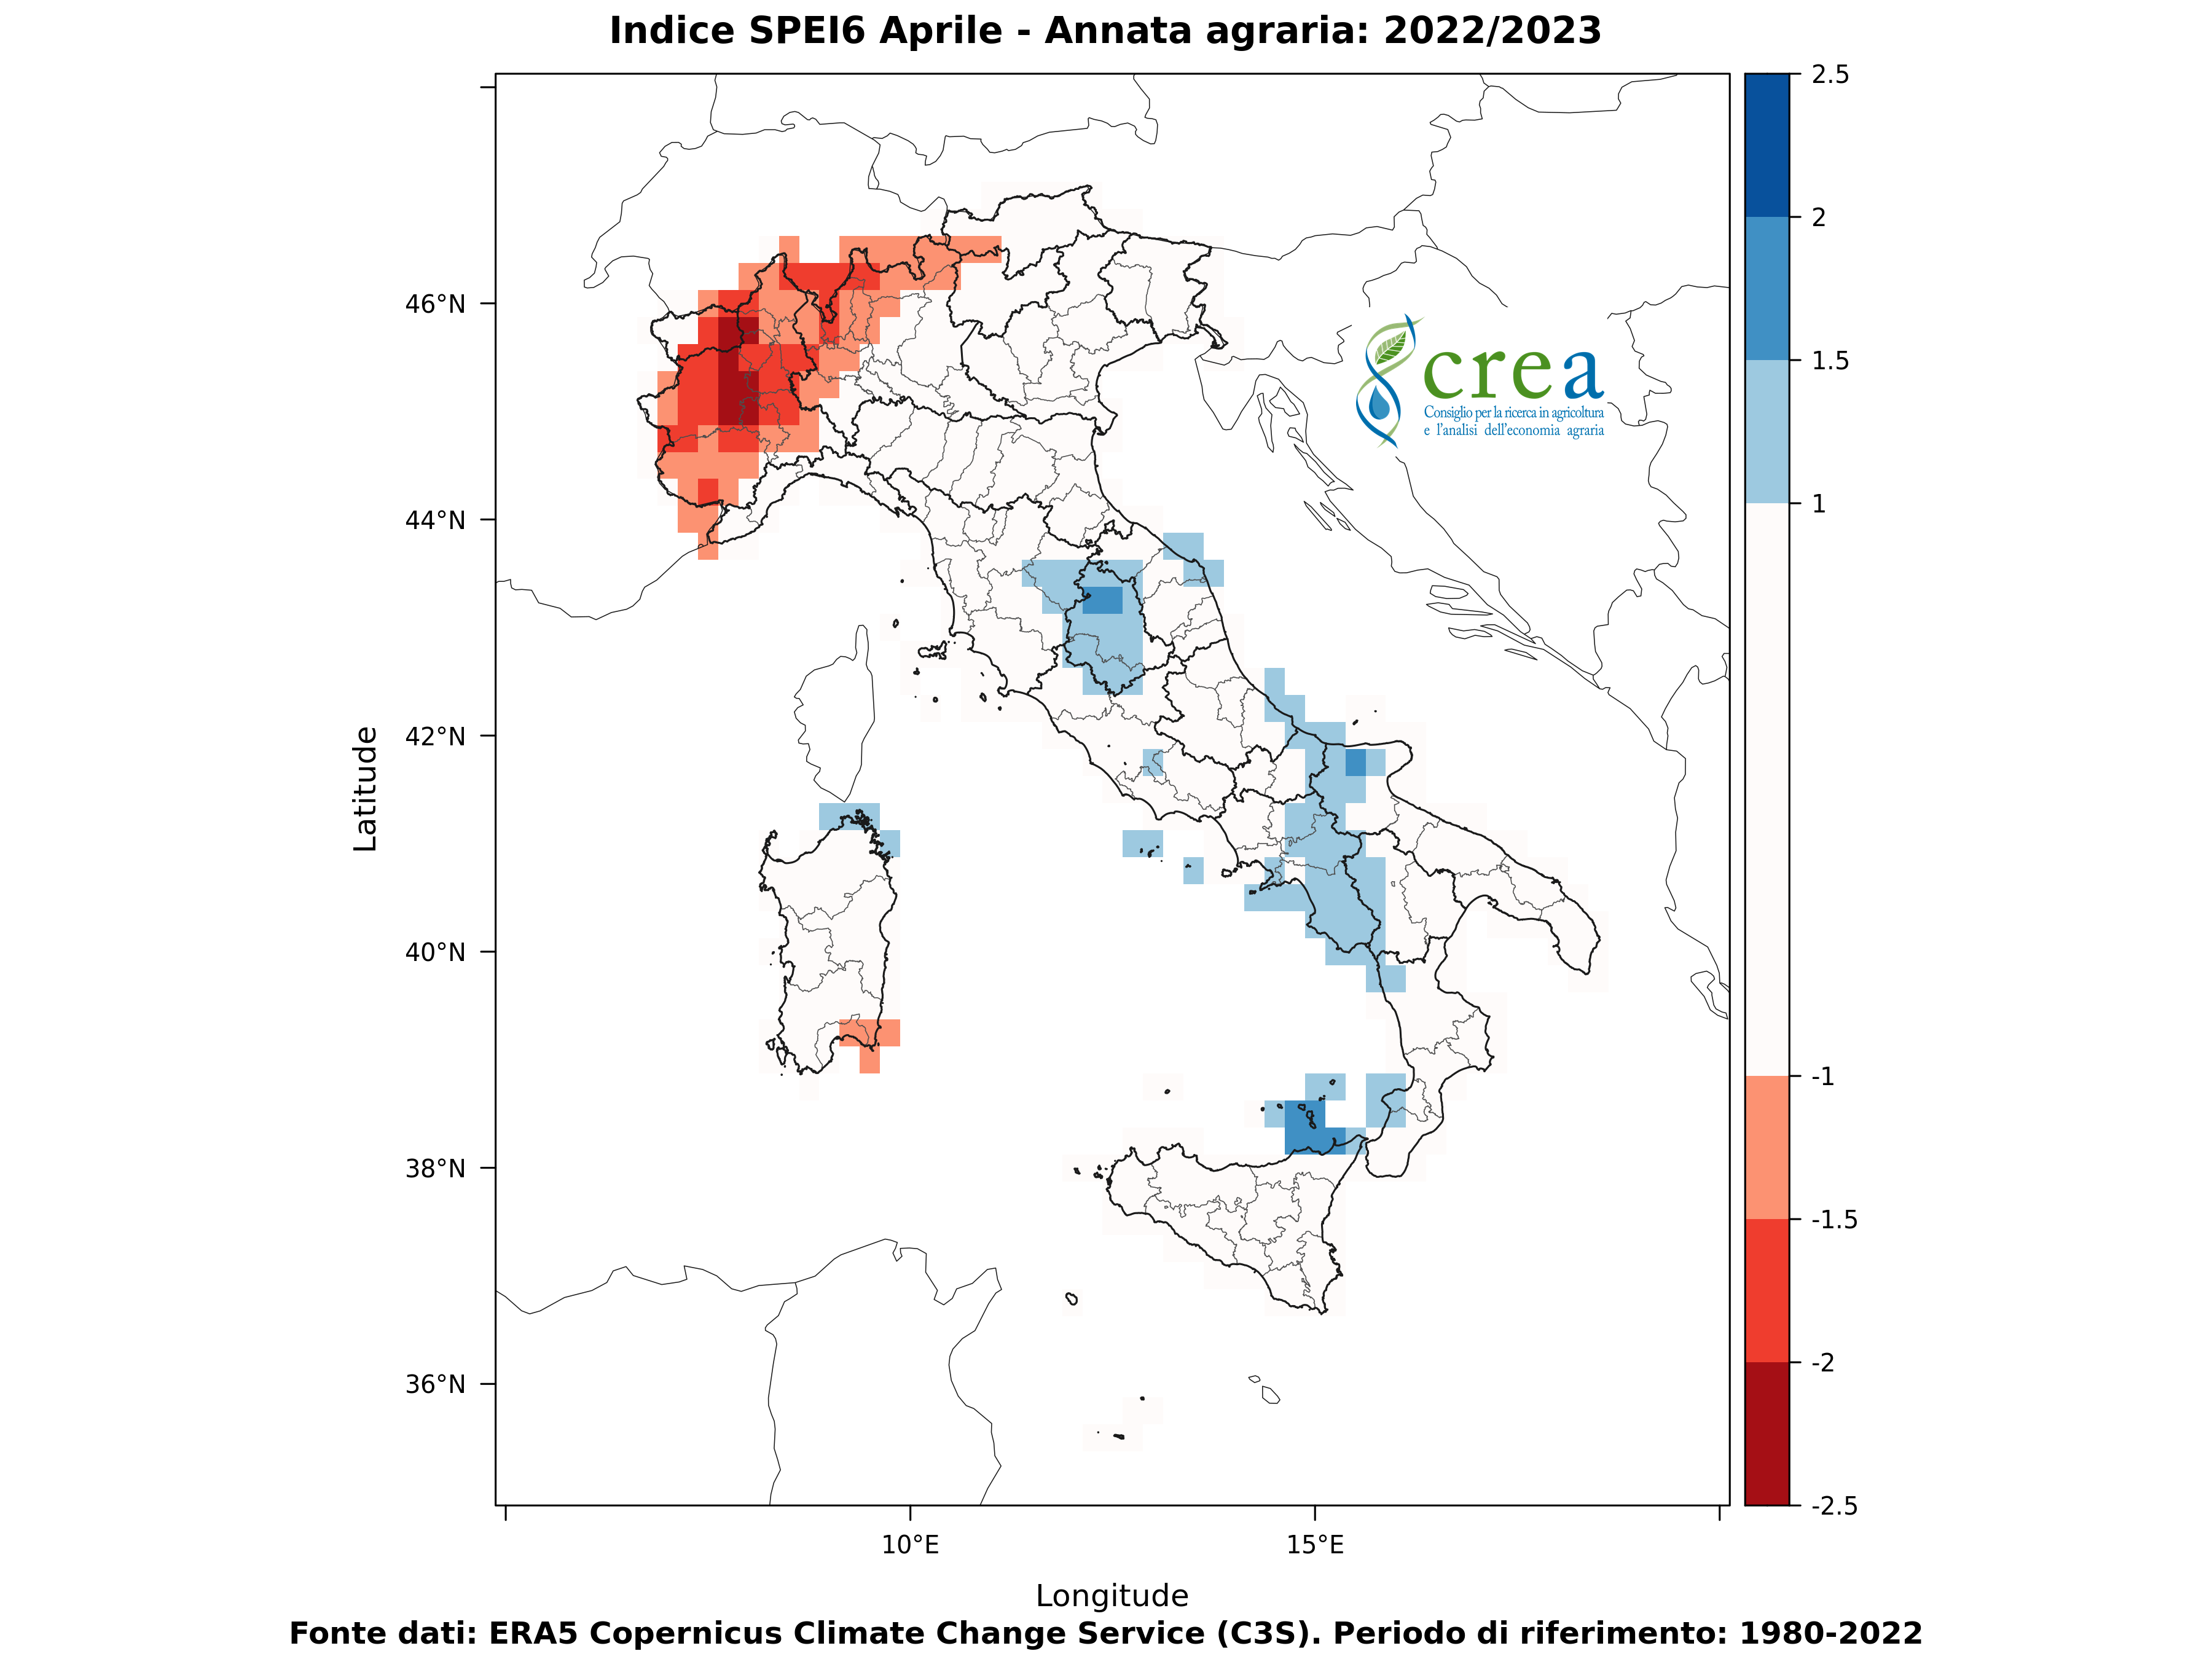 Indice SPEI6 Aprile - Annata agraria: 2022/2023
2.5
2
1.5
1
-1
-1.5
-2
-2.5
crea
Consiglio per la ricerca in agricoltura
e l'analisi dell'economia agraria
Latitude
46°N
44°N
42°N
40°N
38°N
36°N
10°E 15°E
Longitude
Fonte dati: ERA5 Copernicus Climate Change Service (C3S). Periodo di riferimento: 1980-2022